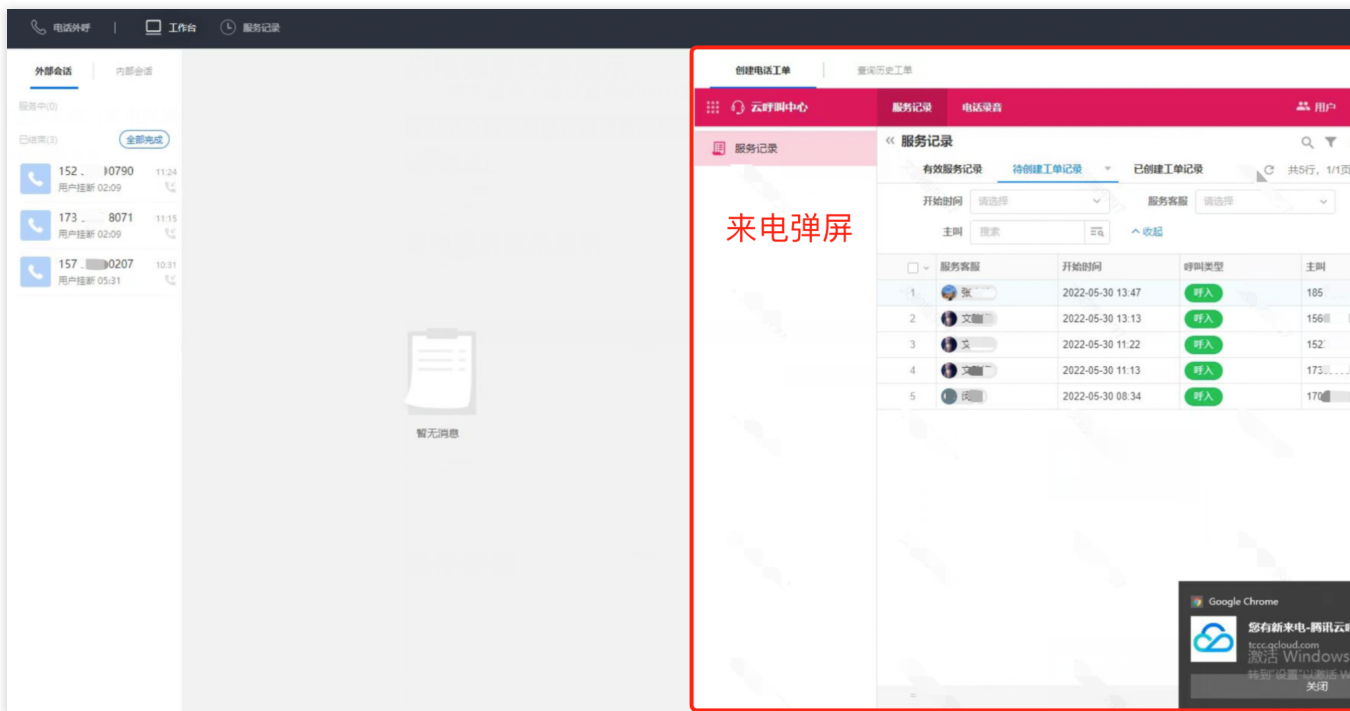 电话外呼 | 工作台 服务记录
外部会话 内部会话
服务中(0)
已结束(3) 全部完成
152 0790 11:24
用户挂断 02:09
173 8071 11:15
用户挂断 02:09
157 0207 10:31
用户挂断 05:31
暂无消息
创建电话工单 查询历史工单
云呼叫中心 服务记录 电话录音 用户
服务记录
来电弹屏
服务记录
有效服务记录 待创建工单记录 已创建工单记录 共5行, 1/1页
开始时间 请选择 服务客服 请选择
主叫 搜索 收起
服务客服 开始时间 呼叫类型 主叫
1 张 2022-05-30 13:47 呼入 185
2 文 2022-05-30 13:13 呼入 156
3 2022-05-30 11:22 呼入 152
4 文 2022-05-30 11:13 呼入 173
5 2022-05-30 08:34 呼入 170
Google Chrome
您有新来电-腾讯云
tccc.qcloud.com
激活 Windows
转到"设置"以激活 W
关闭